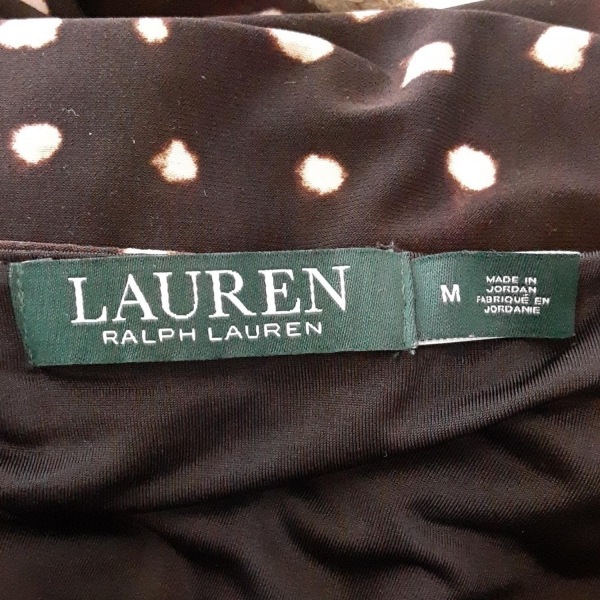 LAUREN
RALPH LAUREN
M
MADE IN
JORDAN
FABRIQUÉ EN
JORDANIE